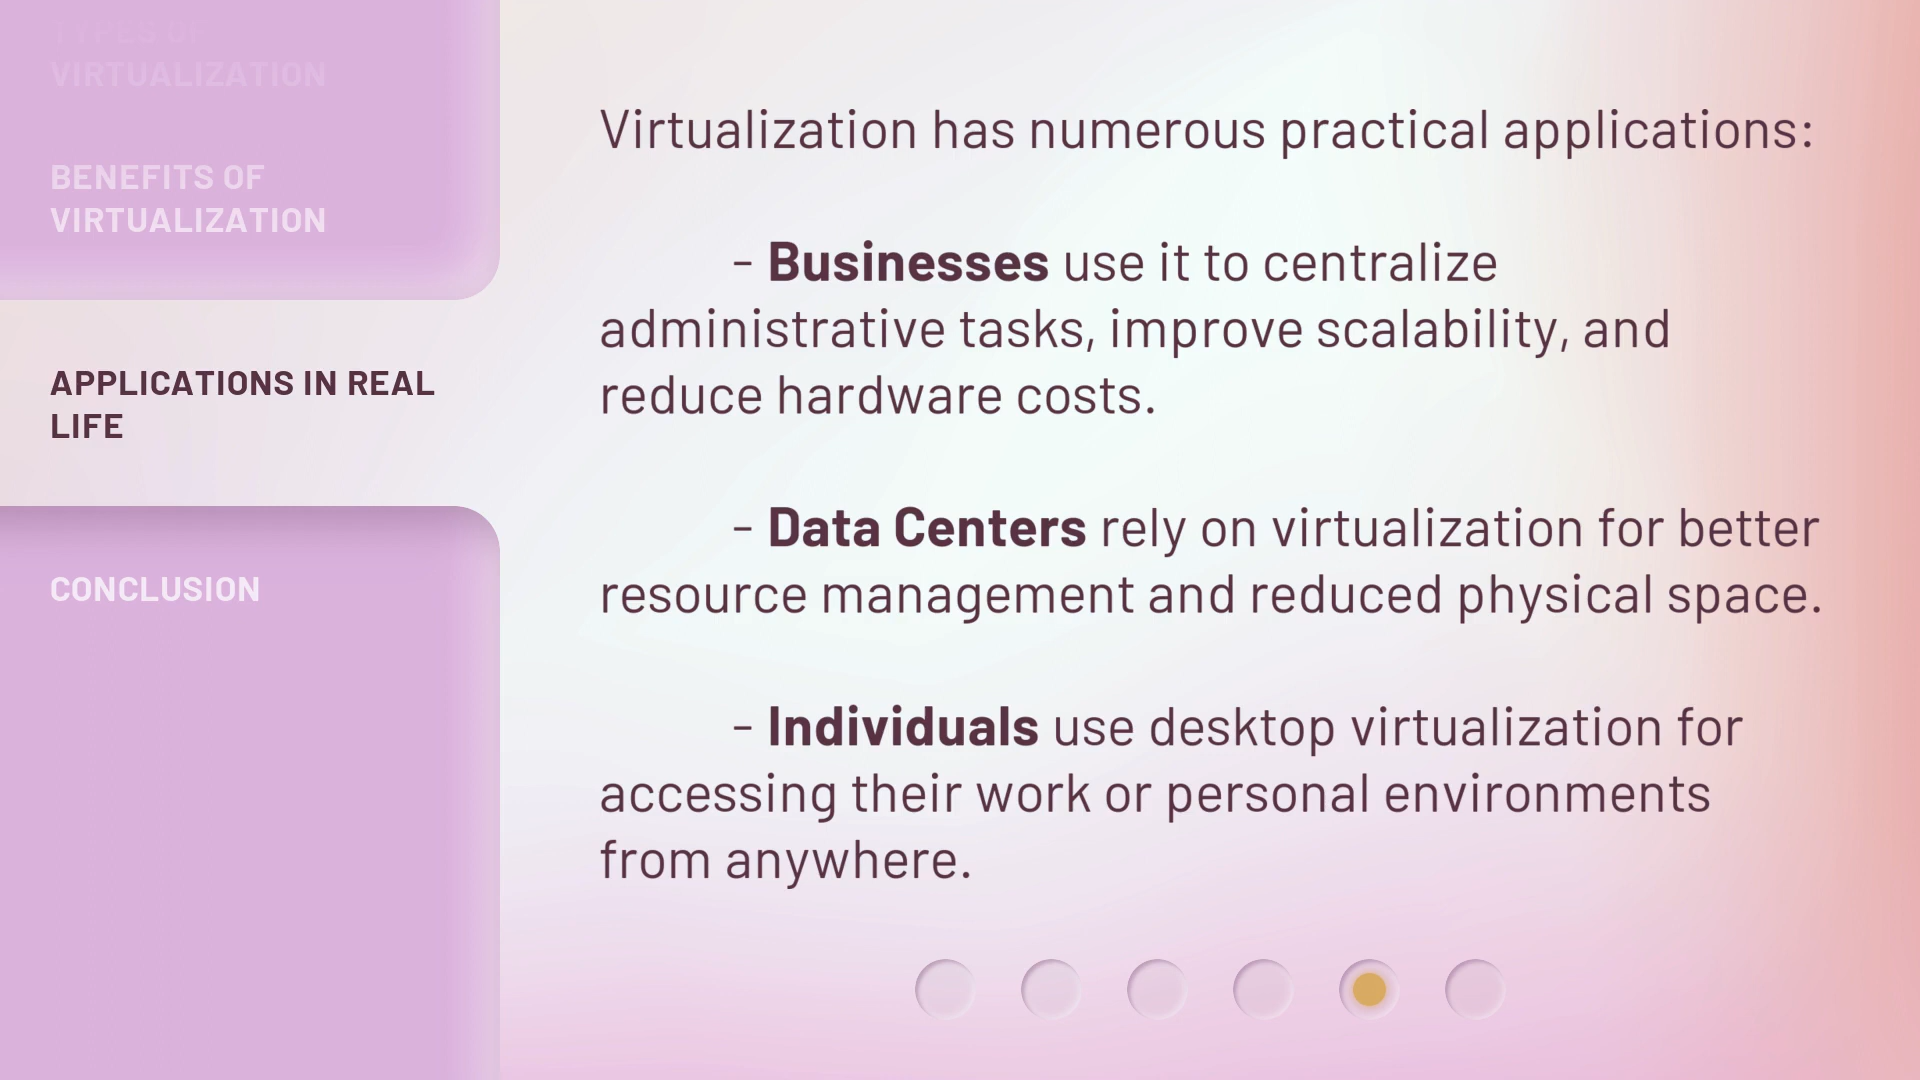 TYPES OF
VIRTUALIZATION
BENEFITS OF
VIRTUALIZATION
APPLICATIONS IN REAL
LIFE
CONCLUSION
Virtualization has numerous practical applications:
- Businesses use it to centralize
administrative tasks, improve scalability, and
reduce hardware costs.
- Data Centers rely on virtualization for better
resource management and reduced physical space.
- Individuals use desktop virtualization for
accessing their work or personal environments
from anywhere.